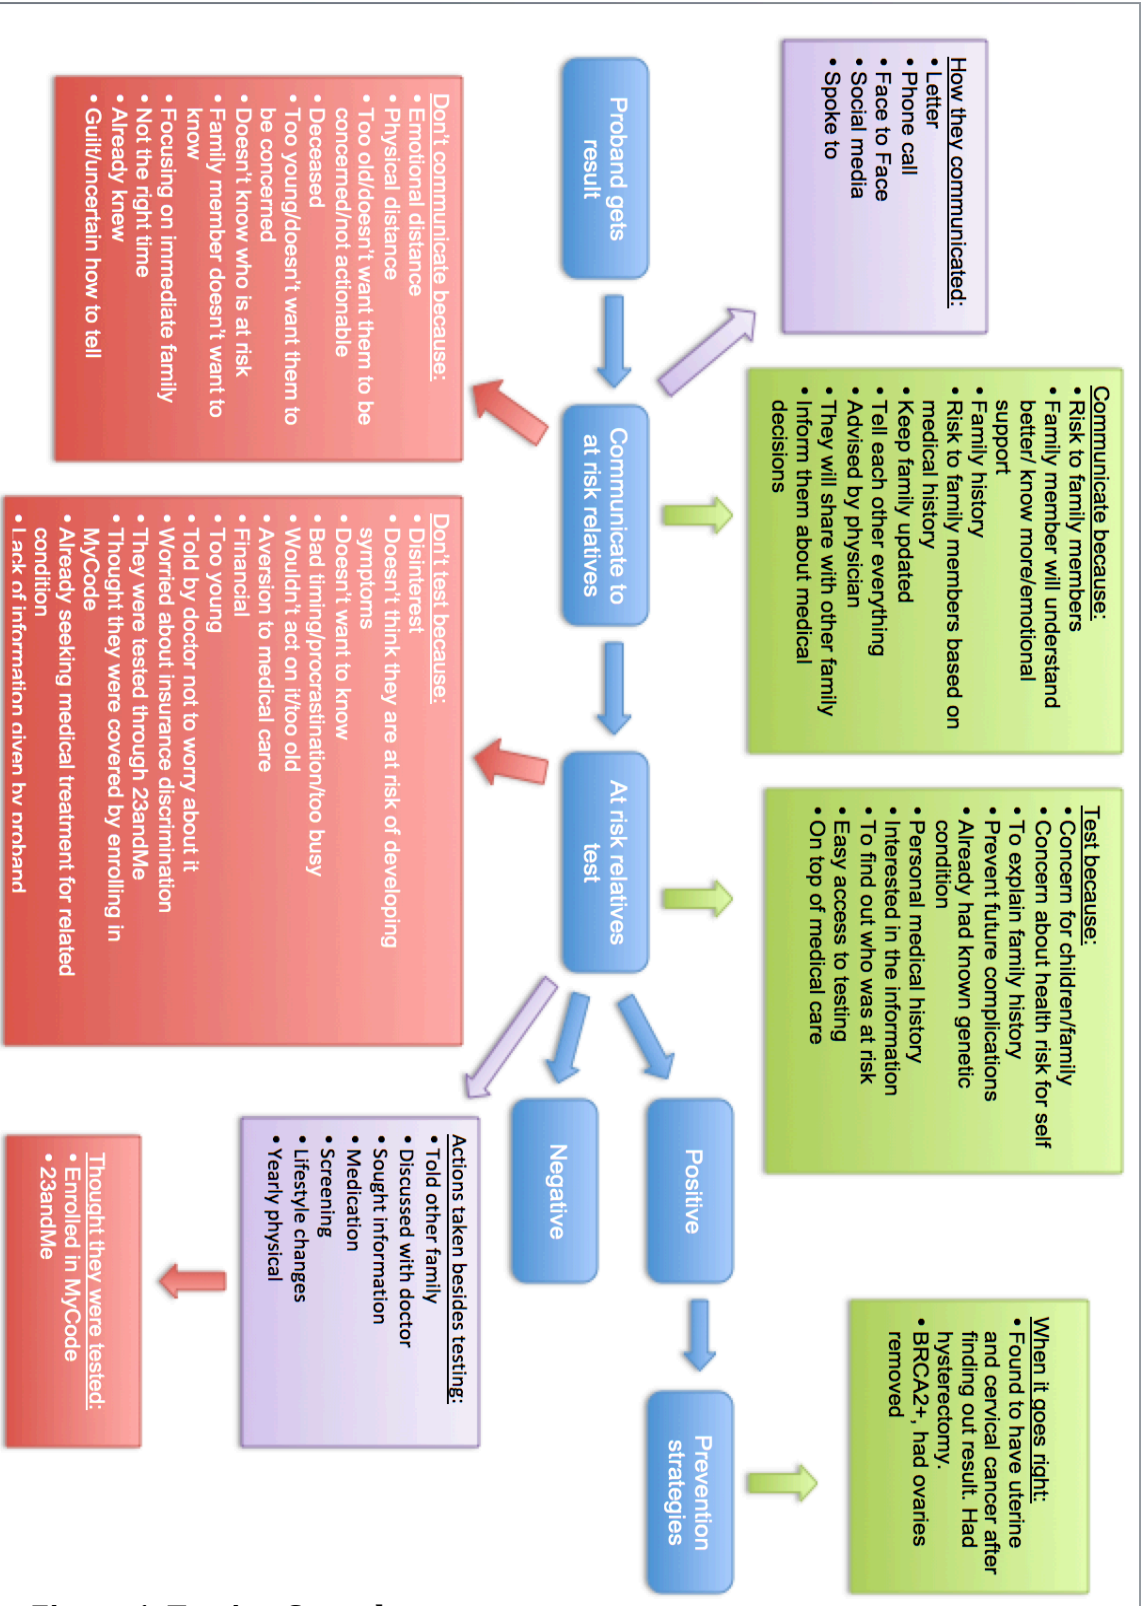 How they communicated:
• Letter
• Phone call
• Face to Face
• Social media
• Spoke to
Communicate because:
• Risk to family members
• Family member will understand
better/ know more/emotional
support
• Family history
• Risk to family members based on
medical history
• Keep family updated
• Tell each other everything
• Advised by physician
• They will share with other family
• Inform them about medical
decisions
Test because:
• Concern for children/family
• Concern about health risk for self
• To explain family history
• Prevent future complications
• Already had known genetic
condition
• Personal medical history
• Interested in the information
• To find out who was at risk
• Easy access to testing
• On top of medical care
When it goes right:
• Found to have uterine
and cervical cancer after
finding out result. Had
hysterectomy.
• BRCA2+, had ovaries
removed
Proband gets
result
Communicate to
at risk relatives
At risk relatives
test
Positive
Negative
Prevention
strategies
Don't communicate because:
• Emotional distance
• Physical distance
• Too old/doesn't want them to be
concerned/not actionable
• Deceased
• Too young/doesn't want them to
be concerned
• Doesn't know who is at risk
• Family member doesn't want to
know
• Focusing on immediate family
• Not the right time
• Already knew
• Guilt/uncertain how to tell
Don't test because:
• Disinterest
• Doesn't think they are at risk of developing
symptoms
• Doesn't want to know
• Bad timing/procrastination/too busy
• Wouldn't act on it/too old
• Aversion to medical care
• Financial
• Too young
• Told by doctor not to worry about it
• Worried about insurance discrimination
• They were tested through 23andMe
• Thought they were covered by enrolling in
MyCode
• Already seeking medical treatment for related
condition
• Lack of information given by proband
Actions taken besides testing:
• Told other family
• Discussed with doctor
• Sought information
• Medication
• Screening
• Lifestyle changes
• Yearly physical
Thought they were tested:
• Enrolled in MyCode
• 23andMe